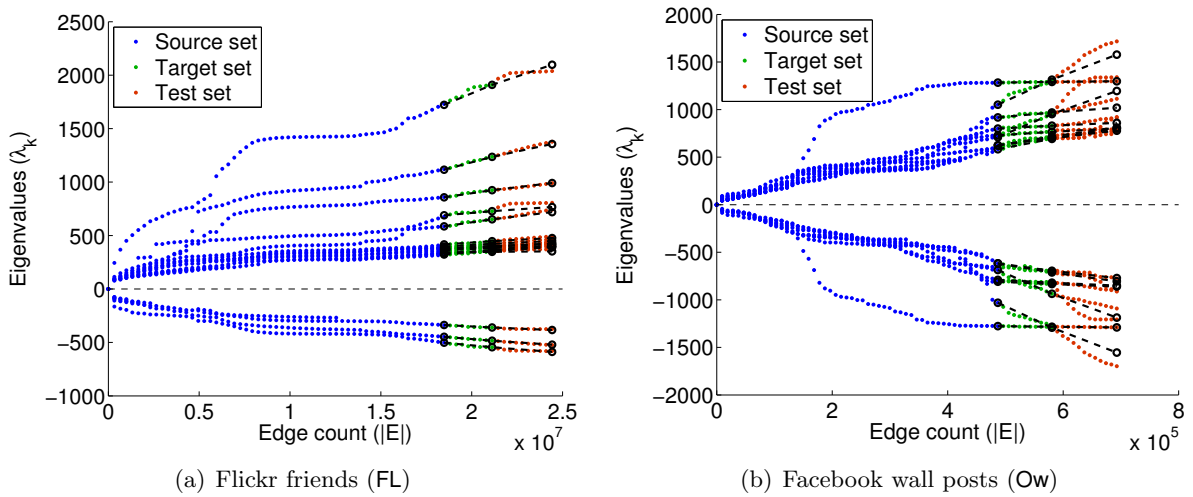 2500
2000
1500
1000
500
0
−500
−1000
Eigenvalues (λk)
Source set
Target set
Test set
0
0.5
1
1.5
2
2.5
Edge count (|E|)
x 10^7
(a) Flickr friends (FL)
2000
1500
1000
500
0
−500
−1000
−1500
−2000
Eigenvalues (λk)
Source set
Target set
Test set
0
2
4
6
8
Edge count (|E|)
x 10^5
(b) Facebook wall posts (Ow)